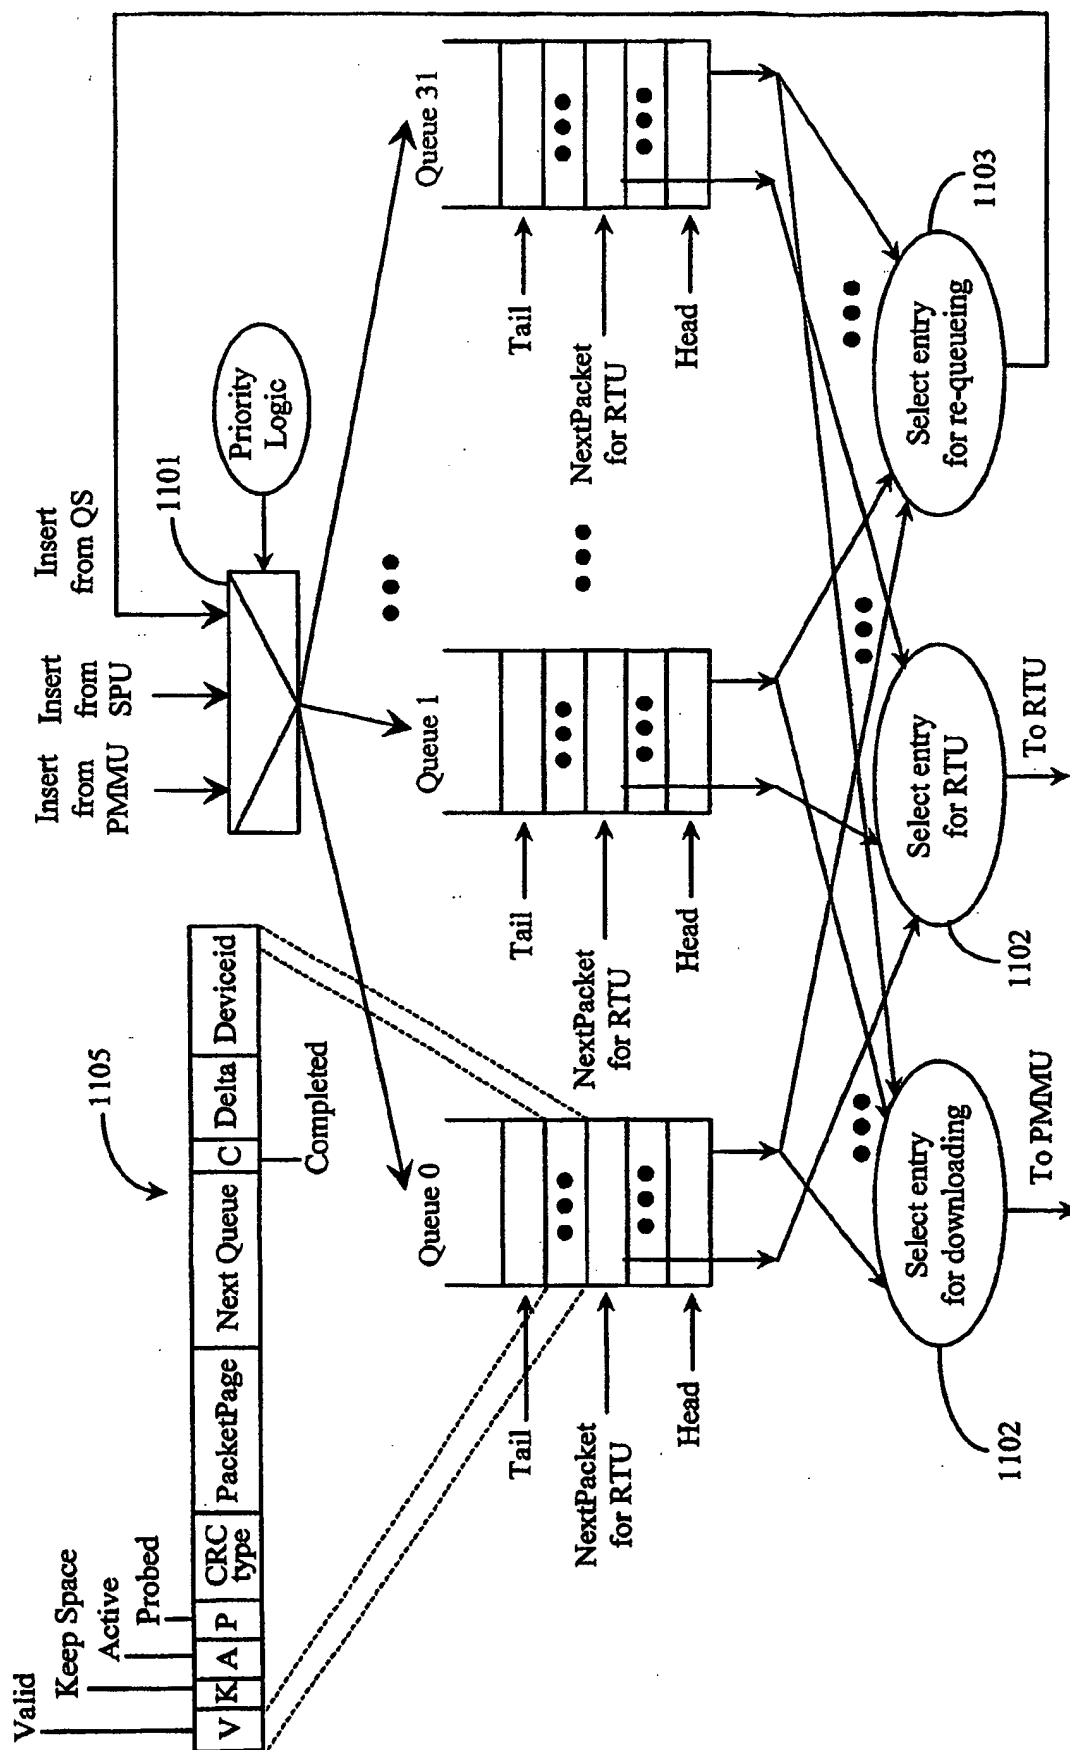 Valid
Keep Space
Active
Probed
V
K
A
P
CRC
type
PacketPage
Next Queue
C
Delta
Deviceid
Completed
1105
Insert
from
PMMU
Insert
from
SPU
Insert
from QS
1101
Priority
Logic
Queue 0
Queue 1
Queue 31
Tail
NextPacket
for RTU
Head
Tail
NextPacket
for RTU
Head
Tail
NextPacket
for RTU
Head
Select entry
for downloading
1102
To PMMU
Select entry
for RTU
1102
To RTU
Select entry
for re-queueing
1103